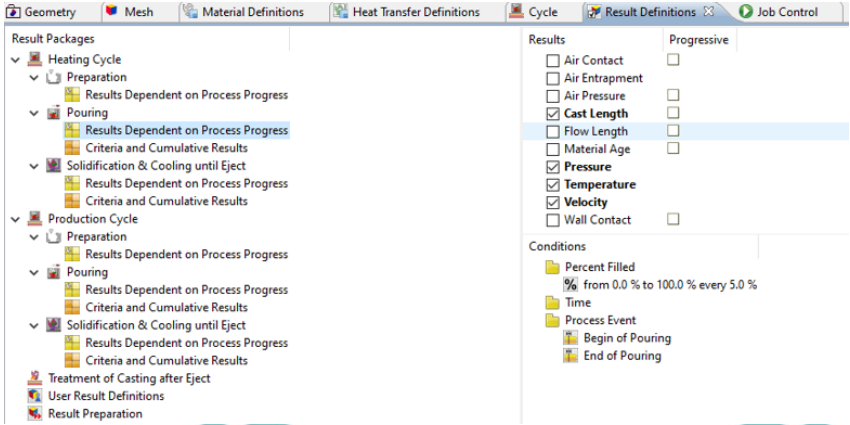 Geometry Mesh Material Definitions Heat Transfer Definitions Cycle Result Definitions Job Control
Result Packages
Heating Cycle
Preparation
Results Dependent on Process Progress
Pouring
Results Dependent on Process Progress
Criteria and Cumulative Results
Solidification & Cooling until Eject
Results Dependent on Process Progress
Criteria and Cumulative Results
Production Cycle
Preparation
Results Dependent on Process Progress
Pouring
Results Dependent on Process Progress
Criteria and Cumulative Results
Solidification & Cooling until Eject
Results Dependent on Process Progress
Criteria and Cumulative Results
Treatment of Casting after Eject
User Result Definitions
Result Preparation
Results Progressive
Air Contact
Air Entrapment
Air Pressure
Cast Length
Flow Length
Material Age
Pressure
Temperature
Velocity
Wall Contact
Conditions
Percent Filled
% from 0.0 % to 100.0 % every 5.0 %
Time
Process Event
Begin of Pouring
End of Pouring